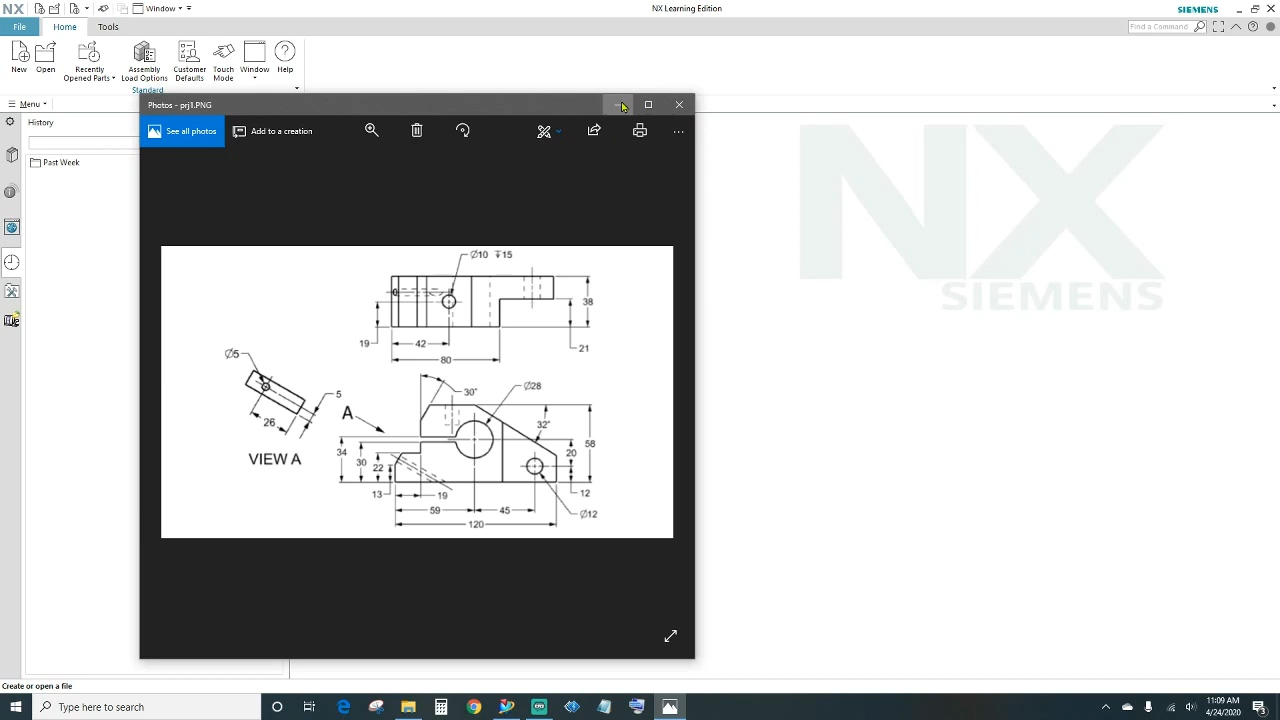 NX Window NX Learning Edition SIEMENS
File Home Tools Find a Command
New Open Recently Opened Parts Assembly Load Options Customer Defaults Touch Mode Window Help
Standard
Menu
Photos - prj1.PNG
History
See all photos Add to a creation
Past Week
NX
SIEMENS
Ø10 ↧15
38
19
42
21
80
Ø5
5
26
VIEW A
A
30°
Ø28
32°
58
34
30
22
20
13
19
12
59
45
Ø12
120
Create or open a file
Type here to search
11:09 AM
4/24/2020